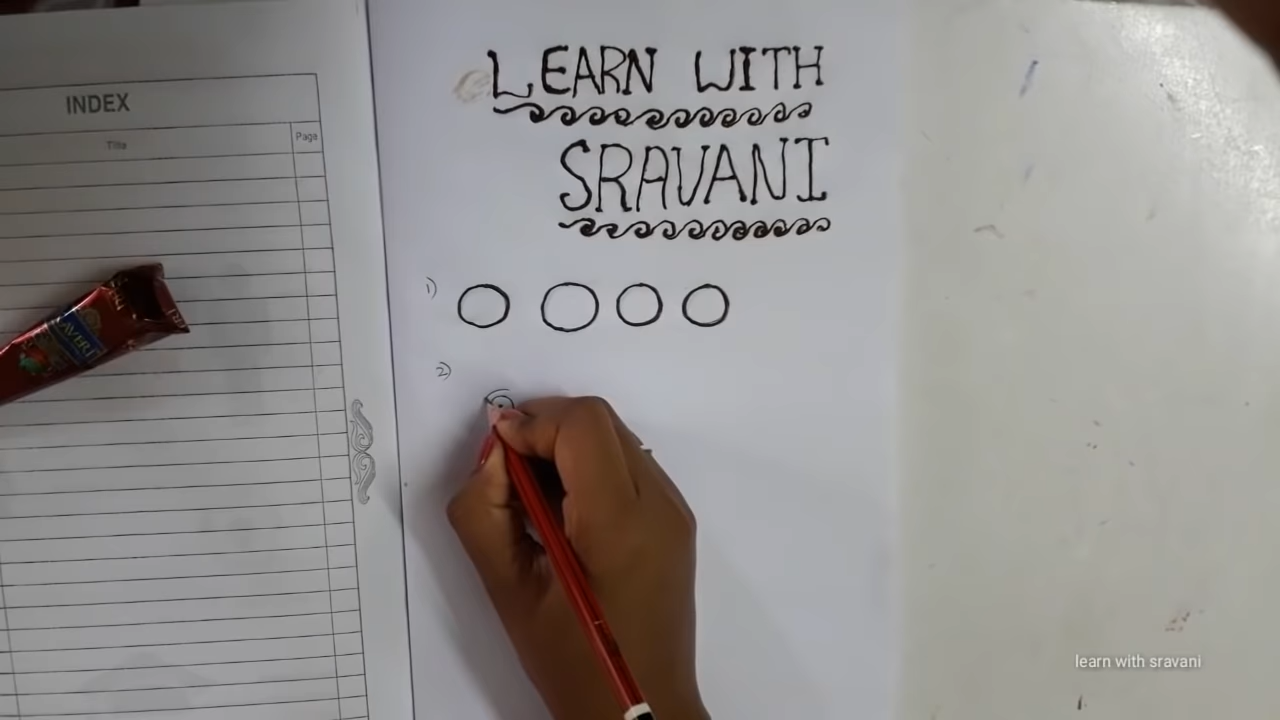 INDEX
Title
Page
LEARN WITH
SRAVANI
1)
2)
learn with sravani